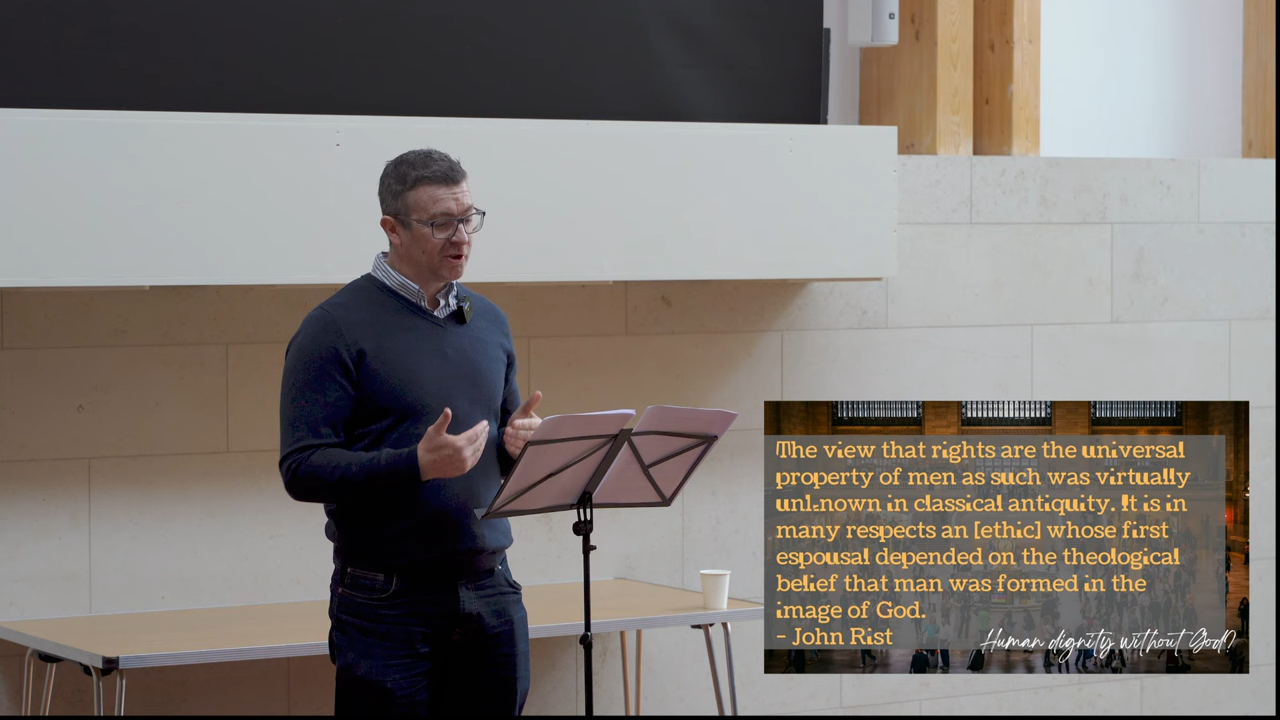 The view that rights are the universal
property of men as such was virtually
unknown in classical antiquity. It is in
many respects an [ethic] whose first
espousal depended on the theological
belief that man was formed in the
image of God.
- John Rist
Human dignity without God?